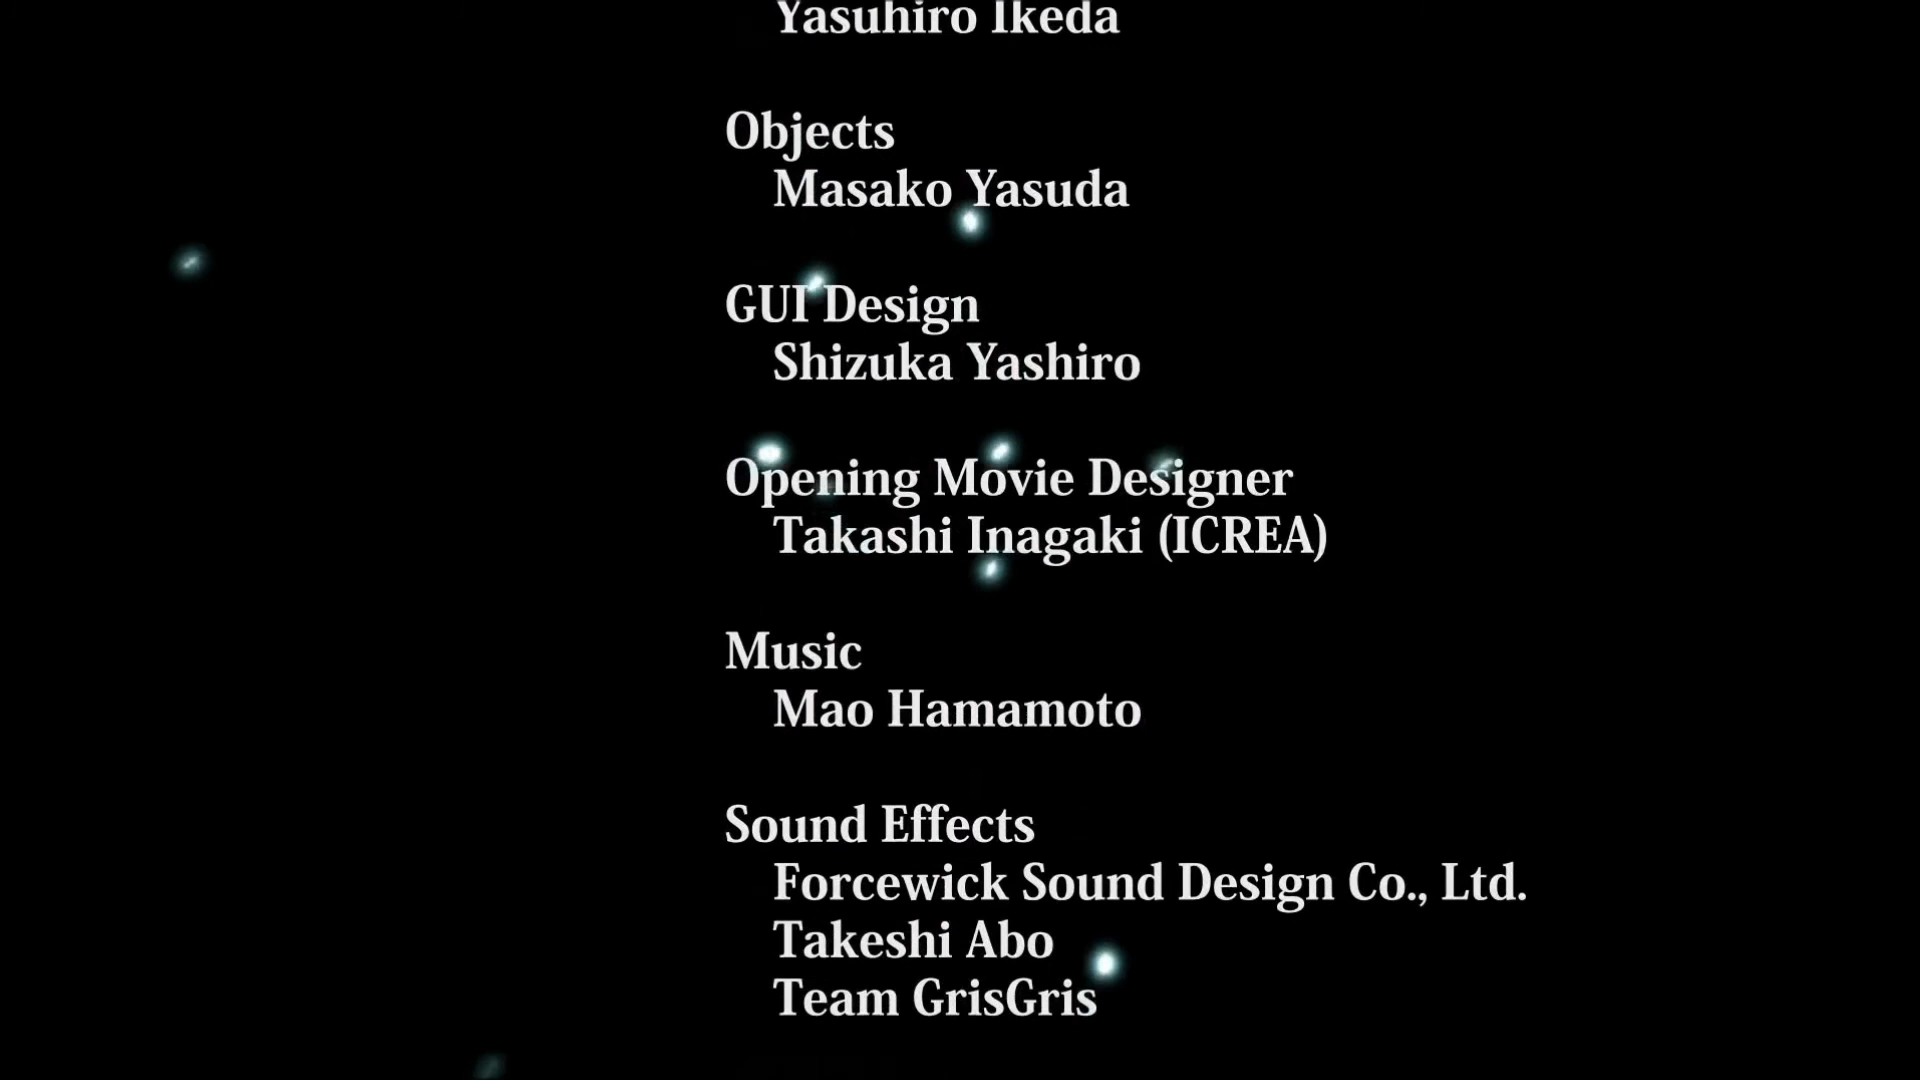 Yasuhiro Ikeda
Objects
Masako Yasuda
GUI Design
Shizuka Yashiro
Opening Movie Designer
Takashi Inagaki (ICREA)
Music
Mao Hamamoto
Sound Effects
Forcewick Sound Design Co., Ltd.
Takeshi Abo
Team GrisGris